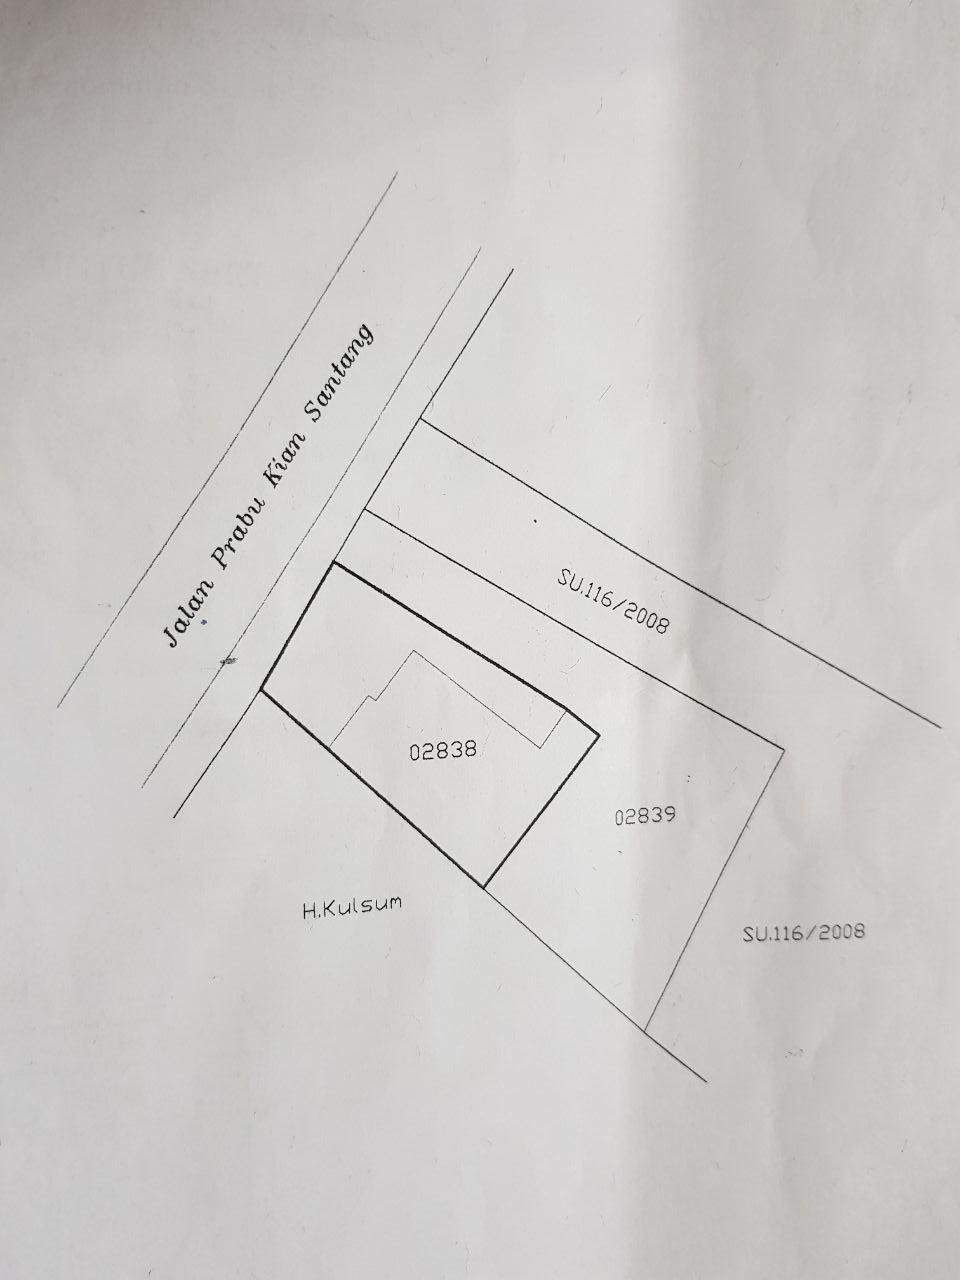 Jalan Prabu Kian Santang
SU.116/2008
02838
02839
H.Kulsum
SU.116/2008